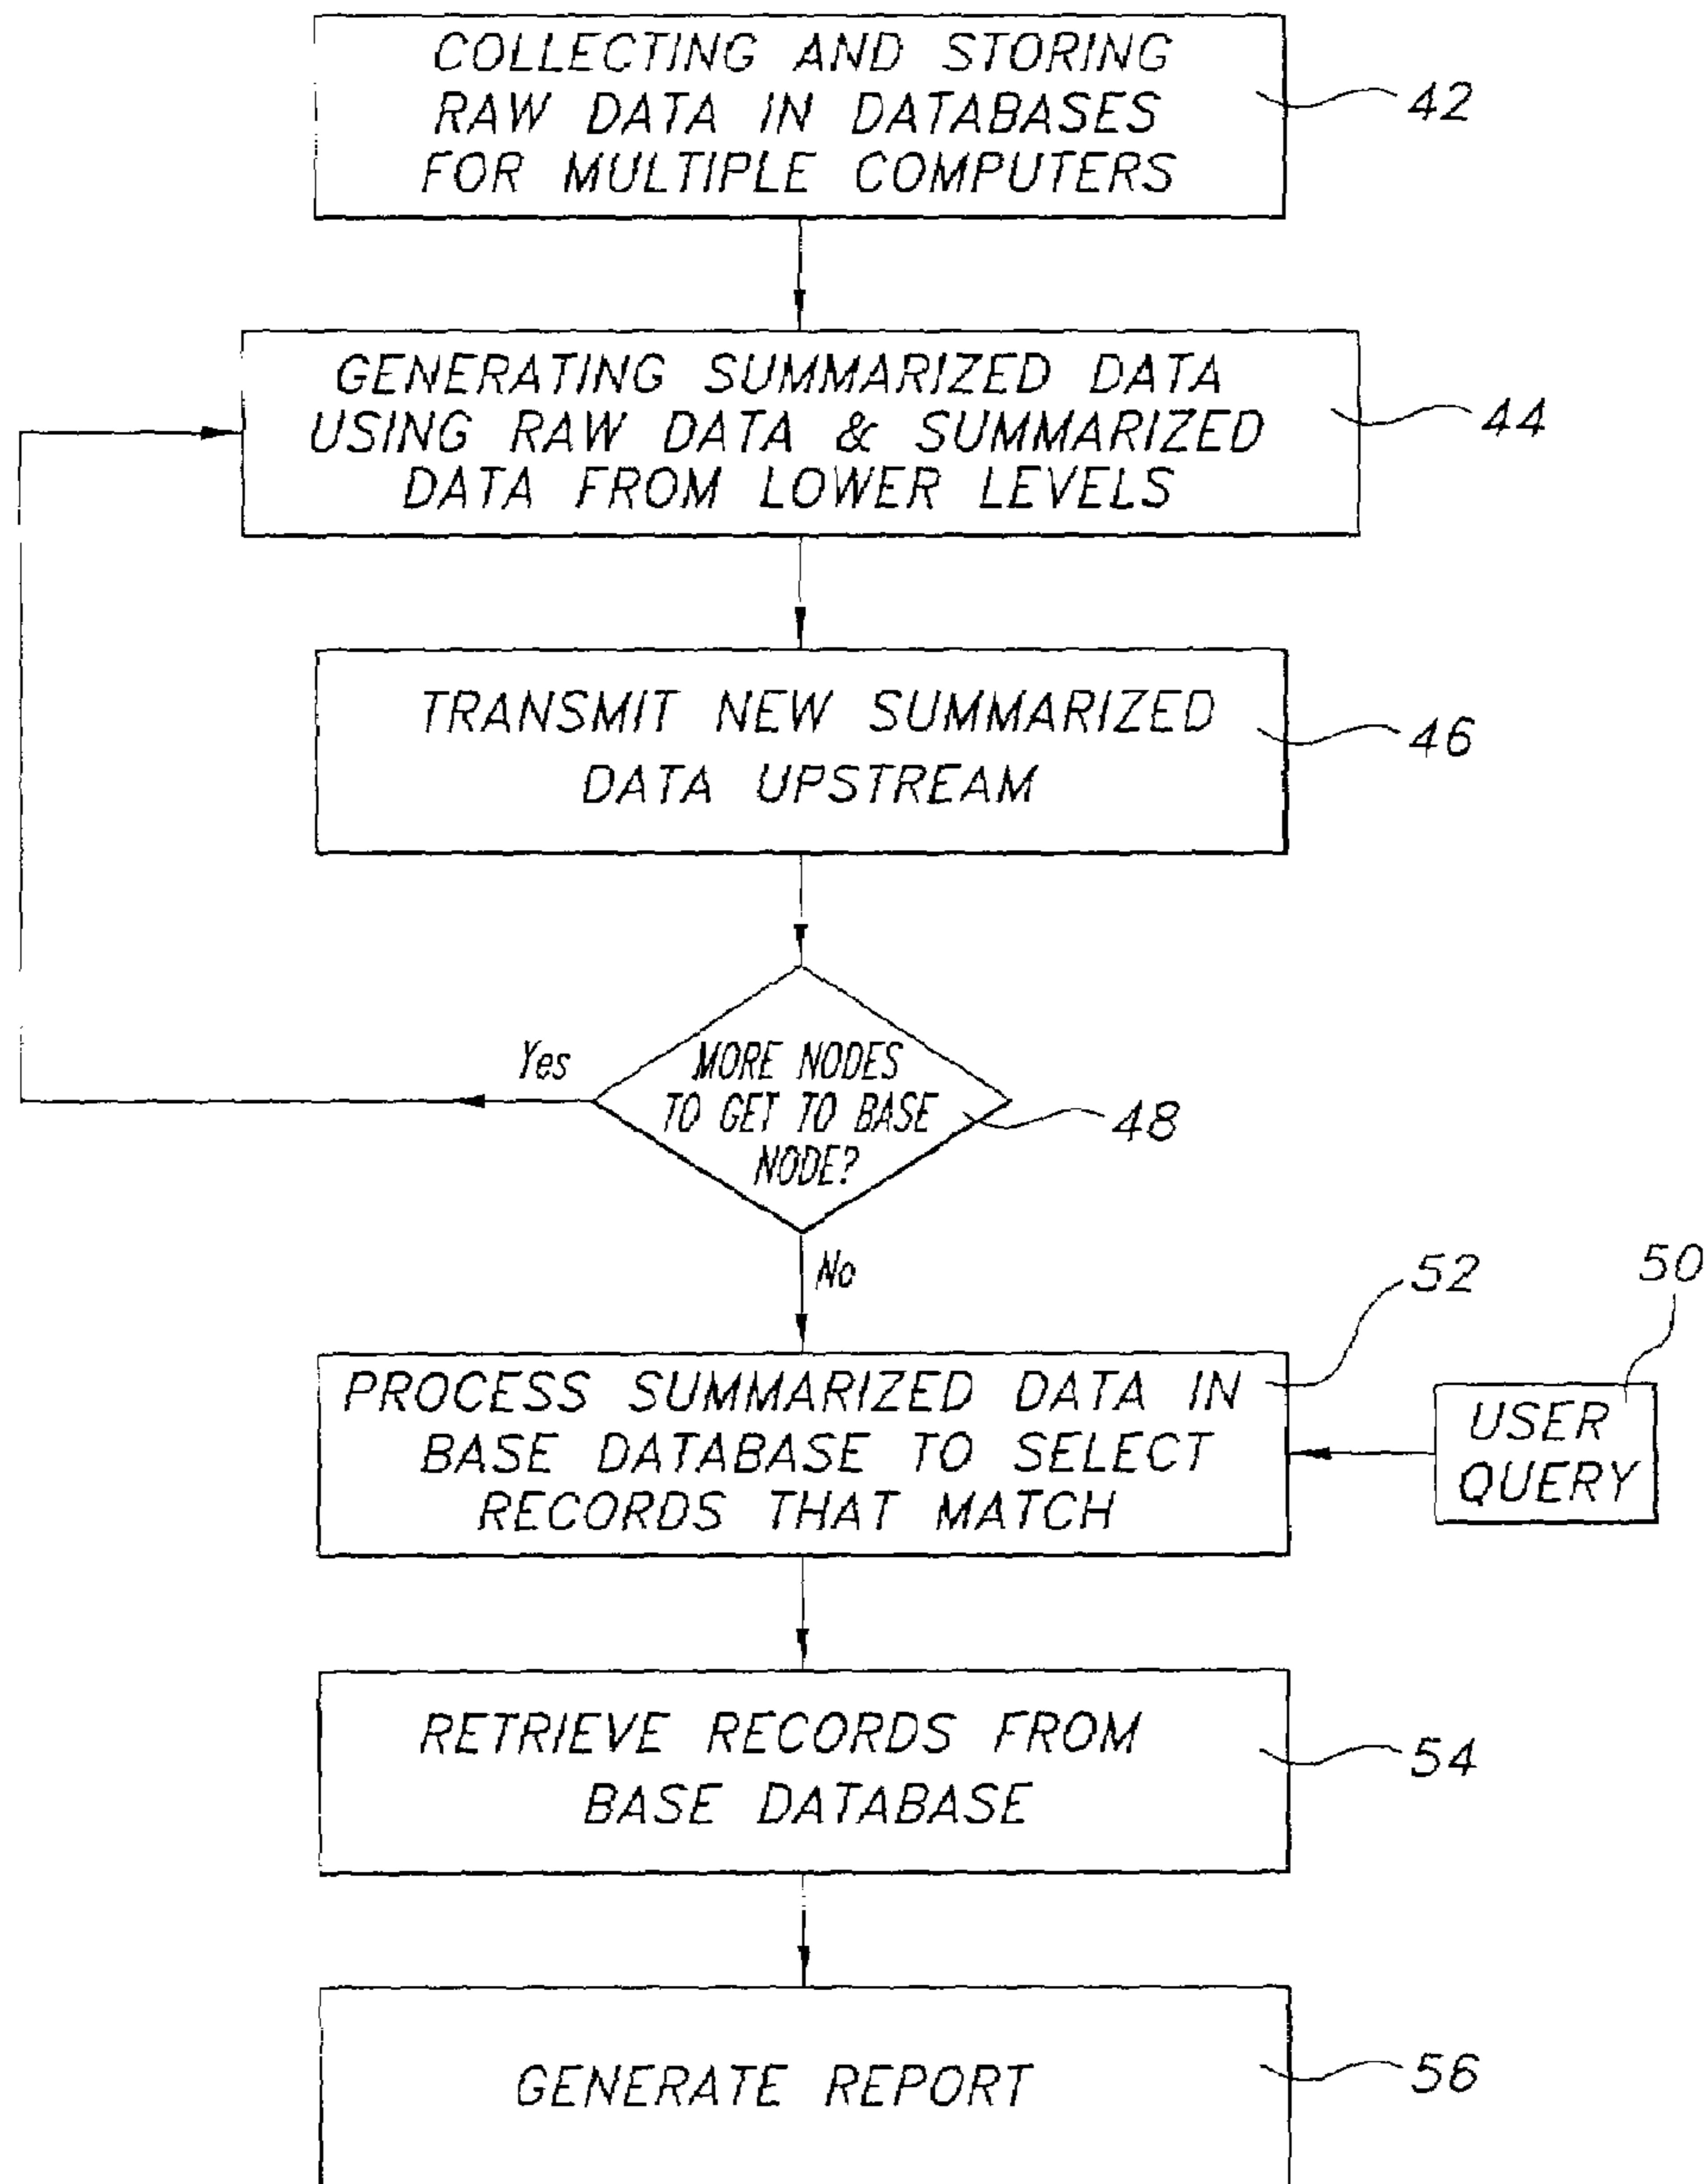 COLLECTING AND STORING
RAW DATA IN DATABASES
FOR MULTIPLE COMPUTERS
42
GENERATING SUMMARIZED DATA
USING RAW DATA & SUMMARIZED
DATA FROM LOWER LEVELS
44
TRANSMIT NEW SUMMARIZED
DATA UPSTREAM
46
Yes
MORE NODES
TO GET TO BASE
NODE?
48
No
52
50
PROCESS SUMMARIZED DATA IN
BASE DATABASE TO SELECT
RECORDS THAT MATCH
USER
QUERY
RETRIEVE RECORDS FROM
BASE DATABASE
54
GENERATE REPORT
56